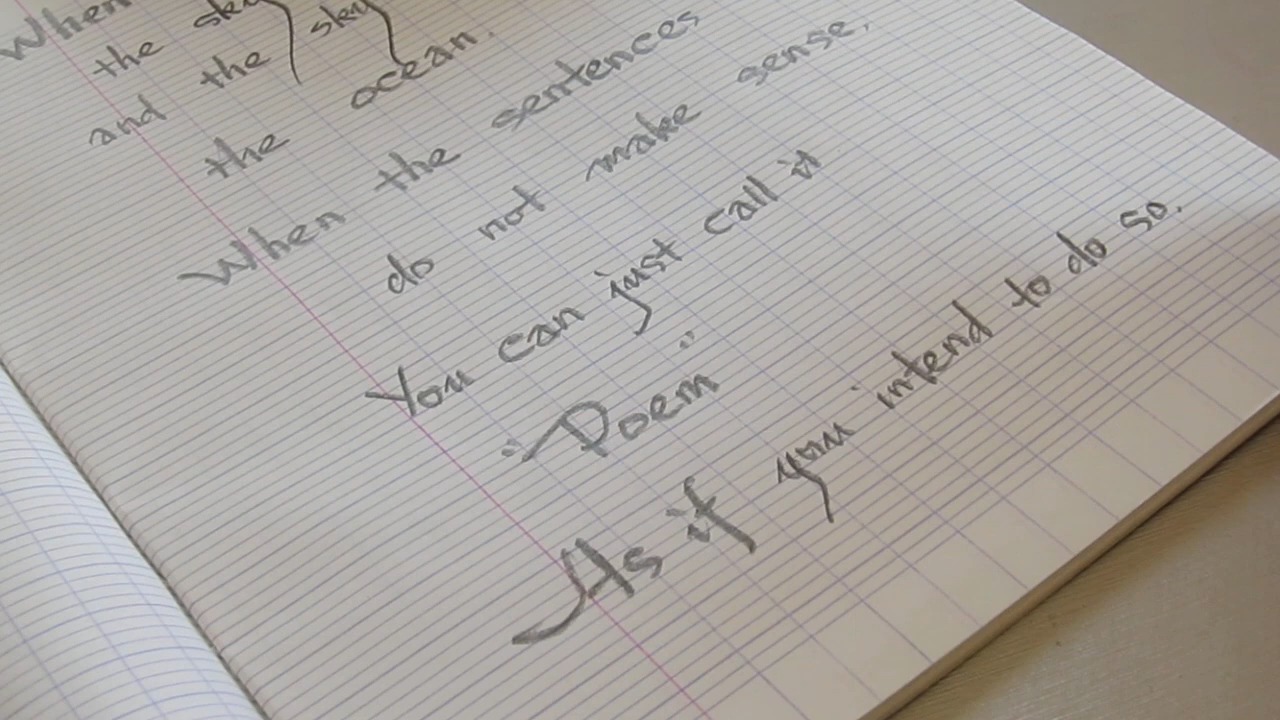 When
the sky
and the sky
the ocean.
When the sentences
do not make sense,
You can just call it
"Poem"
As if you intend to do so.